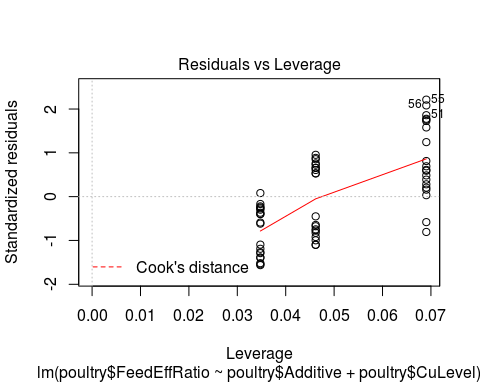 Residuals vs Leverage
Standardized residuals
2
1
0
-1
-2
55
56
51
Cook's distance
0.00 0.01 0.02 0.03 0.04 0.05 0.06 0.07
Leverage
lm(poultry$FeedEffRatio ~ poultry$Additive + poultry$CuLevel)